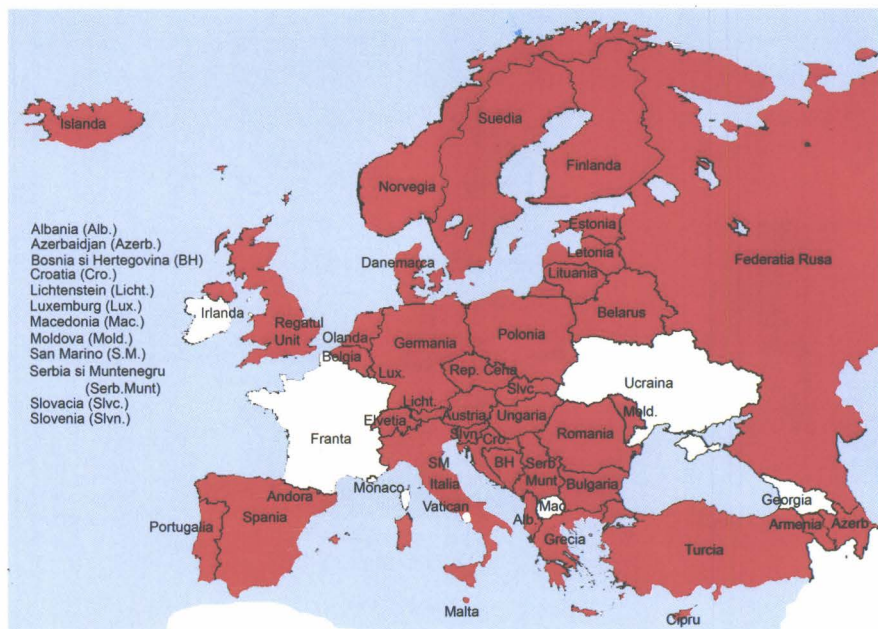 Islanda
Suedia
Finlanda
Norvegia
Albania (Alb.)
Azerbaidjan (Azerb.)
Bosnia si Hertegovina (BH)
Croatia (Cro.)
Lichtenstein (Licht.)
Luxemburg (Lux.)
Macedonia (Mac.)
Moldova (Mold.)
San Marino (S.M.)
Serbia si Muntenegru
(Serb.Munt)
Slovacia (Slvc.)
Slovenia (Slvn.)
Estonia
Letonia
Lituania
Danemarca
Federatia Rusa
Belarus
Irlanda
Regatul
Unit
Olanda
Belgia
Germania
Polonia
Lux.
Rep. Ceha
Slvc.
Ucraina
Licht.
Elvetia
Austria
Ungaria
Mold.
Franta
Slvn.
Cro.
Romania
SM
Italia
BH
Serb.
Munt
Bulgaria
Monaco
Andora
Spania
Portugalia
Vatican
Mac.
Alb.
Grecia
Georgia
Armenia
Azerb.
Turcia
Malta
Cipru